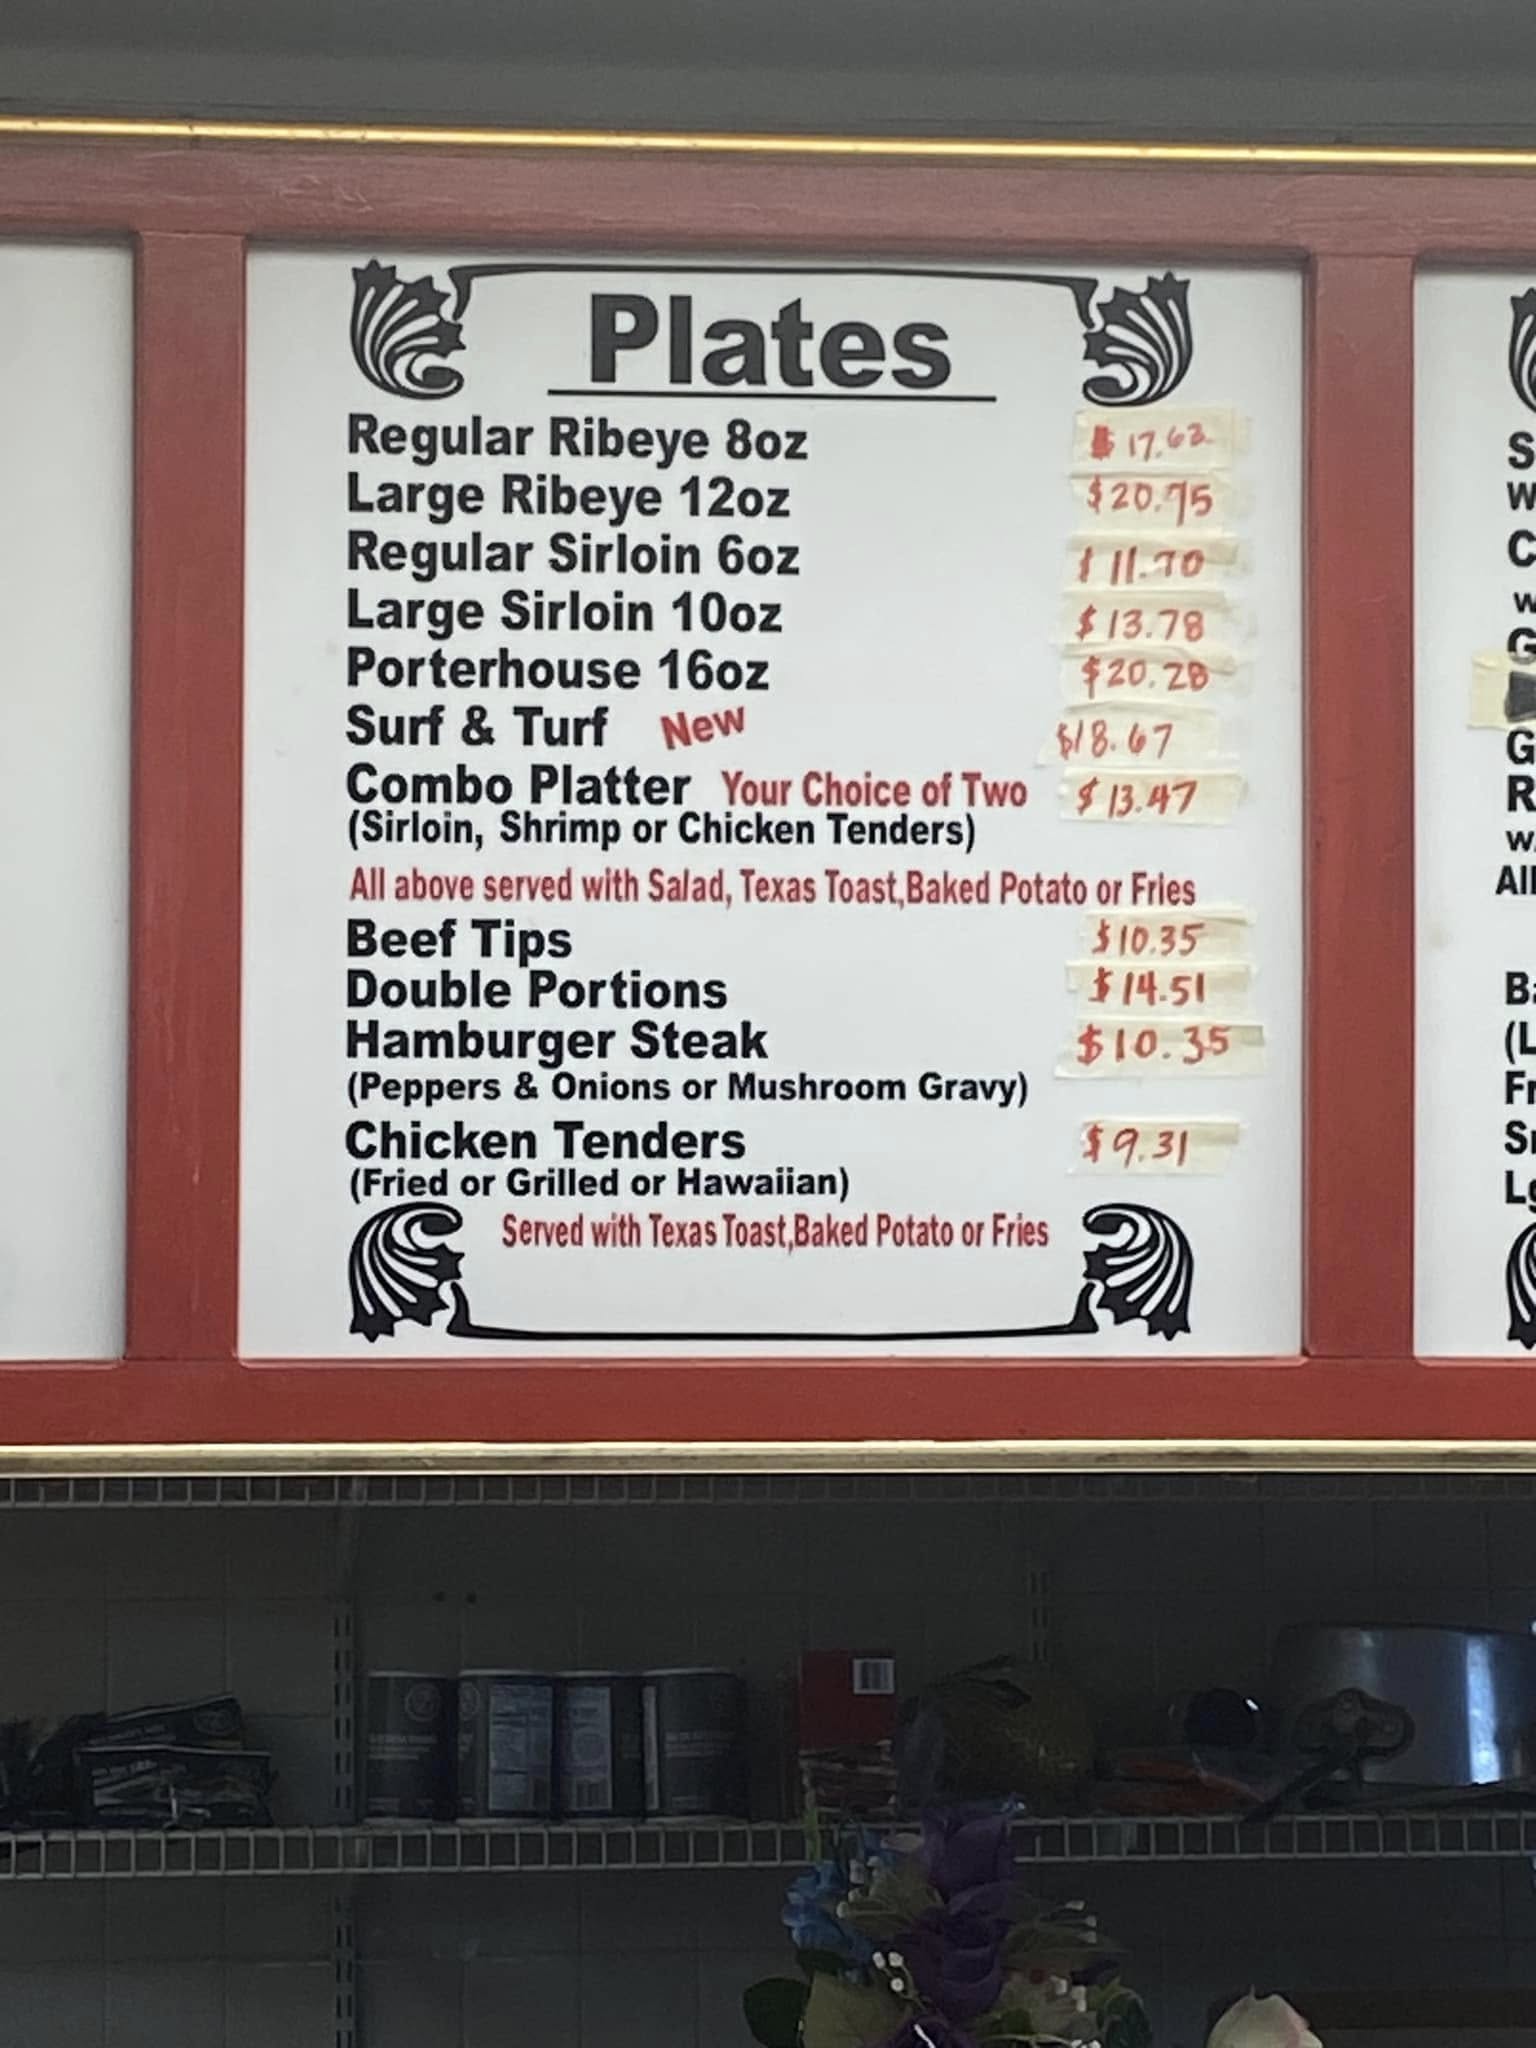 Plates
Regular Ribeye 8oz $17.63
Large Ribeye 12oz $20.75
Regular Sirloin 6oz $11.70
Large Sirloin 10oz $13.78
Porterhouse 16oz $20.28
Surf & Turf New $18.67
Combo Platter Your Choice of Two $13.47
(Sirloin, Shrimp or Chicken Tenders)
All above served with Salad, Texas Toast,Baked Potato or Fries
Beef Tips $10.35
Double Portions $14.51
Hamburger Steak $10.35
(Peppers & Onions or Mushroom Gravy)
Chicken Tenders $9.31
(Fried or Grilled or Hawaiian)
Served with Texas Toast,Baked Potato or Fries